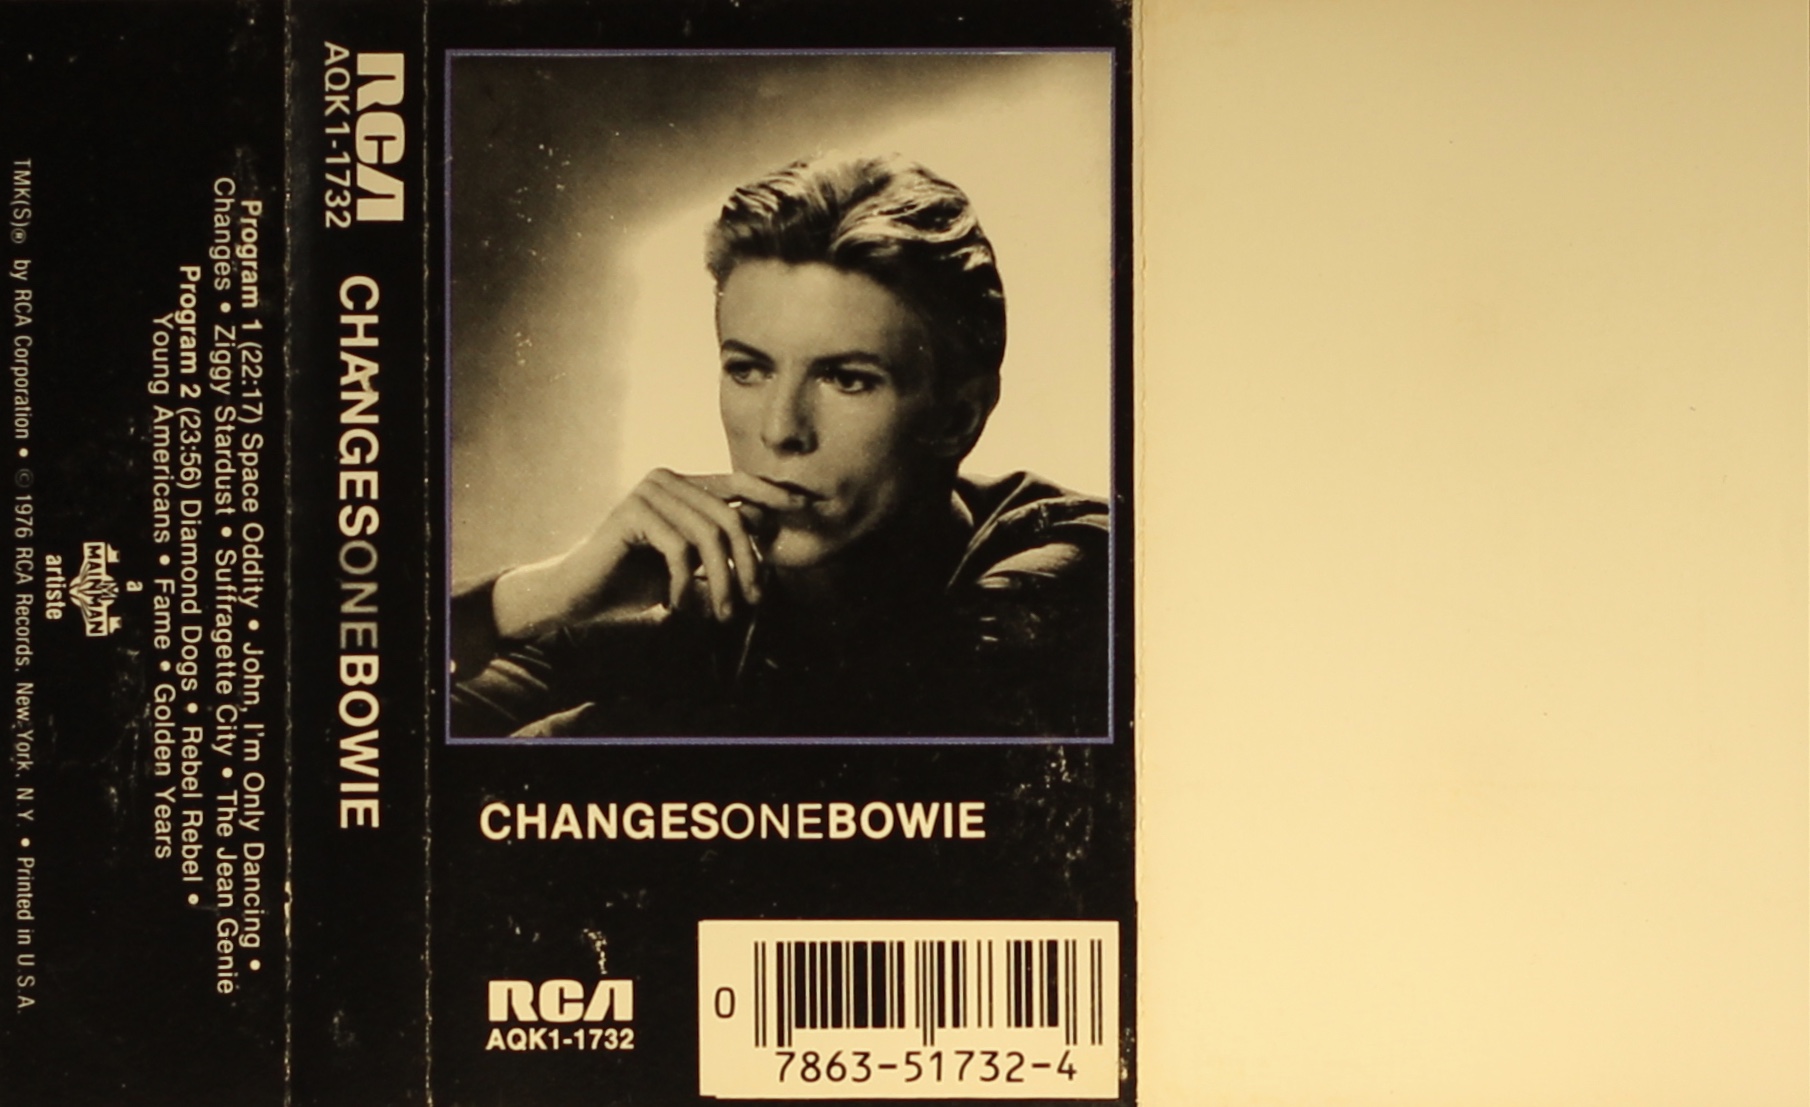 Program 1 (22:17) Space Oddity • John, I'm Only Dancing •
Changes • Ziggy Stardust • Suffragette City • The Jean Genie
Program 2 (23:56) Diamond Dogs • Rebel Rebel •
Young Americans • Fame • Golden Years
a
MAINMAN
artiste
TMK(S)® by RCA Corporation • © 1976 RCA Records, New York, N.Y. • Printed in U.S.A.
RCA
AQK1-1732
CHANGESONEBOWIE
CHANGESONEBOWIE
RCA
AQK1-1732
0
7863-51732-4